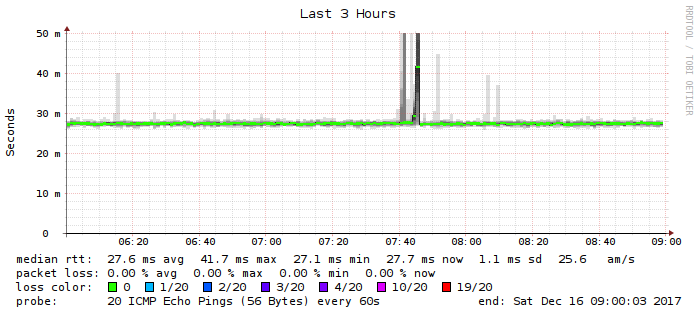 Last 3 Hours
RRDTOOL / TOBI OETIKER
Seconds
50 m
40 m
30 m
20 m
10 m
0
06:20 06:40 07:00 07:20 07:40 08:00 08:20 08:40 09:00
median rtt: 27.6 ms avg 41.7 ms max 27.1 ms min 27.7 ms now 1.1 ms sd 25.6 am/s
packet loss: 0.00 % avg 0.00 % max 0.00 % min 0.00 % now
loss color: 0 1/20 2/20 3/20 4/20 10/20 19/20
probe: 20 ICMP Echo Pings (56 Bytes) every 60s end: Sat Dec 16 09:00:03 2017